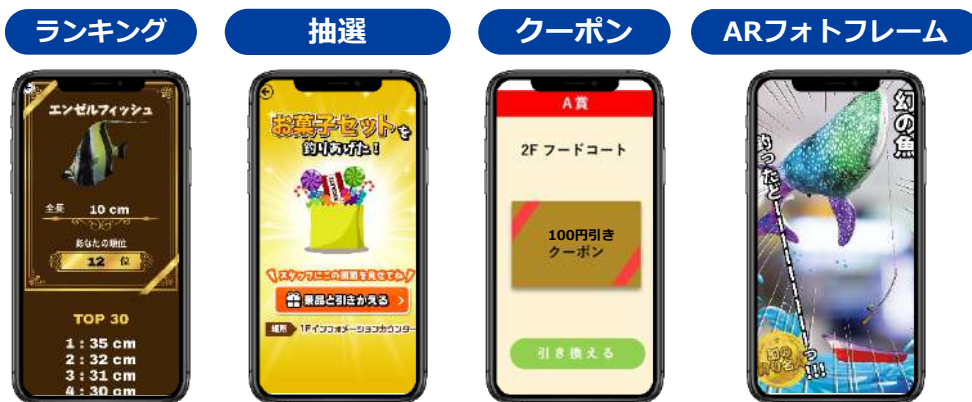 ランキング
抽選
クーポン
ARフォトフレーム
エンゼルフィッシュ
全長 10 cm
あなたの順位
12 位
TOP 30
1 : 35 cm
2 : 32 cm
3 : 31 cm
4 : 30 cm
お菓子セットを
釣りあげた!
スタッフにこの画面を見せてね
景品と引きかえる
場所 1Fインフォメーションカウンター
A賞
2F フードコート
100円引き
クーポン
引き換える
幻の魚
釣ったどーーーっ!!!